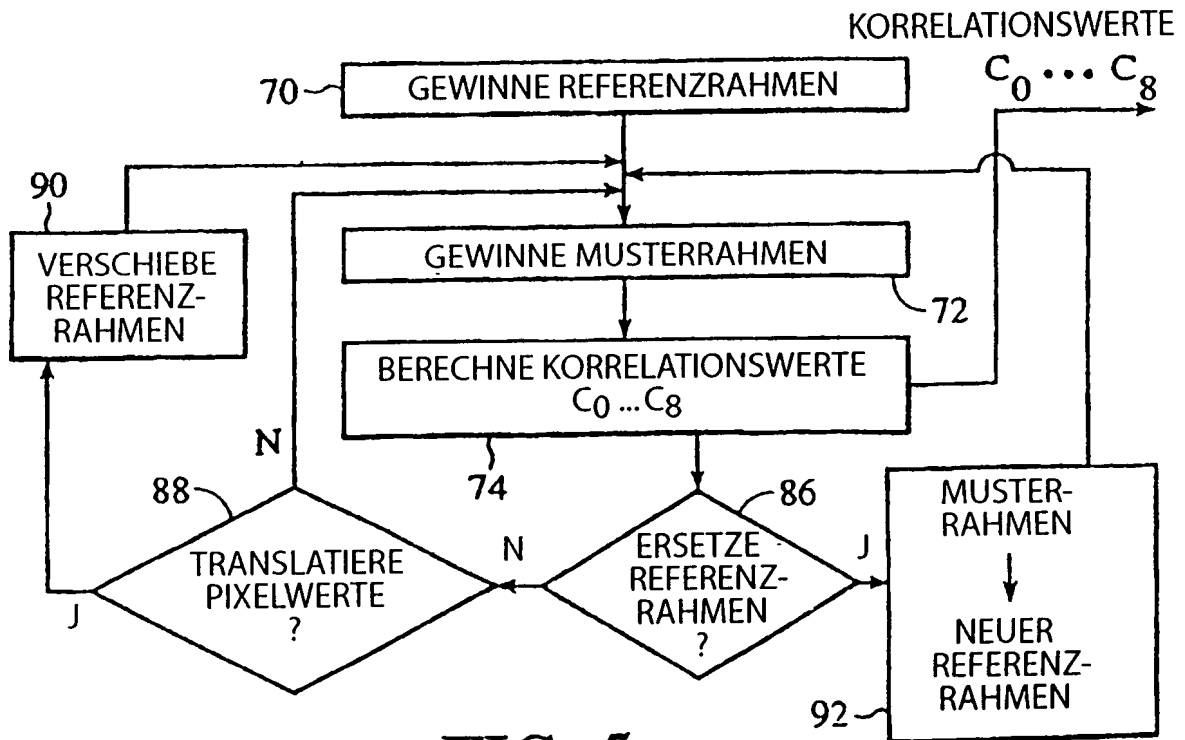 KORRELATIONSWERTE
C0 • • • C8
70
GEWINNE REFERENZRAHMEN
90
VERSCHIEBE
REFERENZ-
RAHMEN
GEWINNE MUSTERRAHMEN
72
BERECHNE KORRELATIONSWERTE
C0 ... C8
74
N
88
TRANSLATIERE
PIXELWERTE
?
J
N
86
ERSETZE
REFERENZ-
RAHMEN
?
J
MUSTER-
RAHMEN
NEUER
REFERENZ-
RAHMEN
92